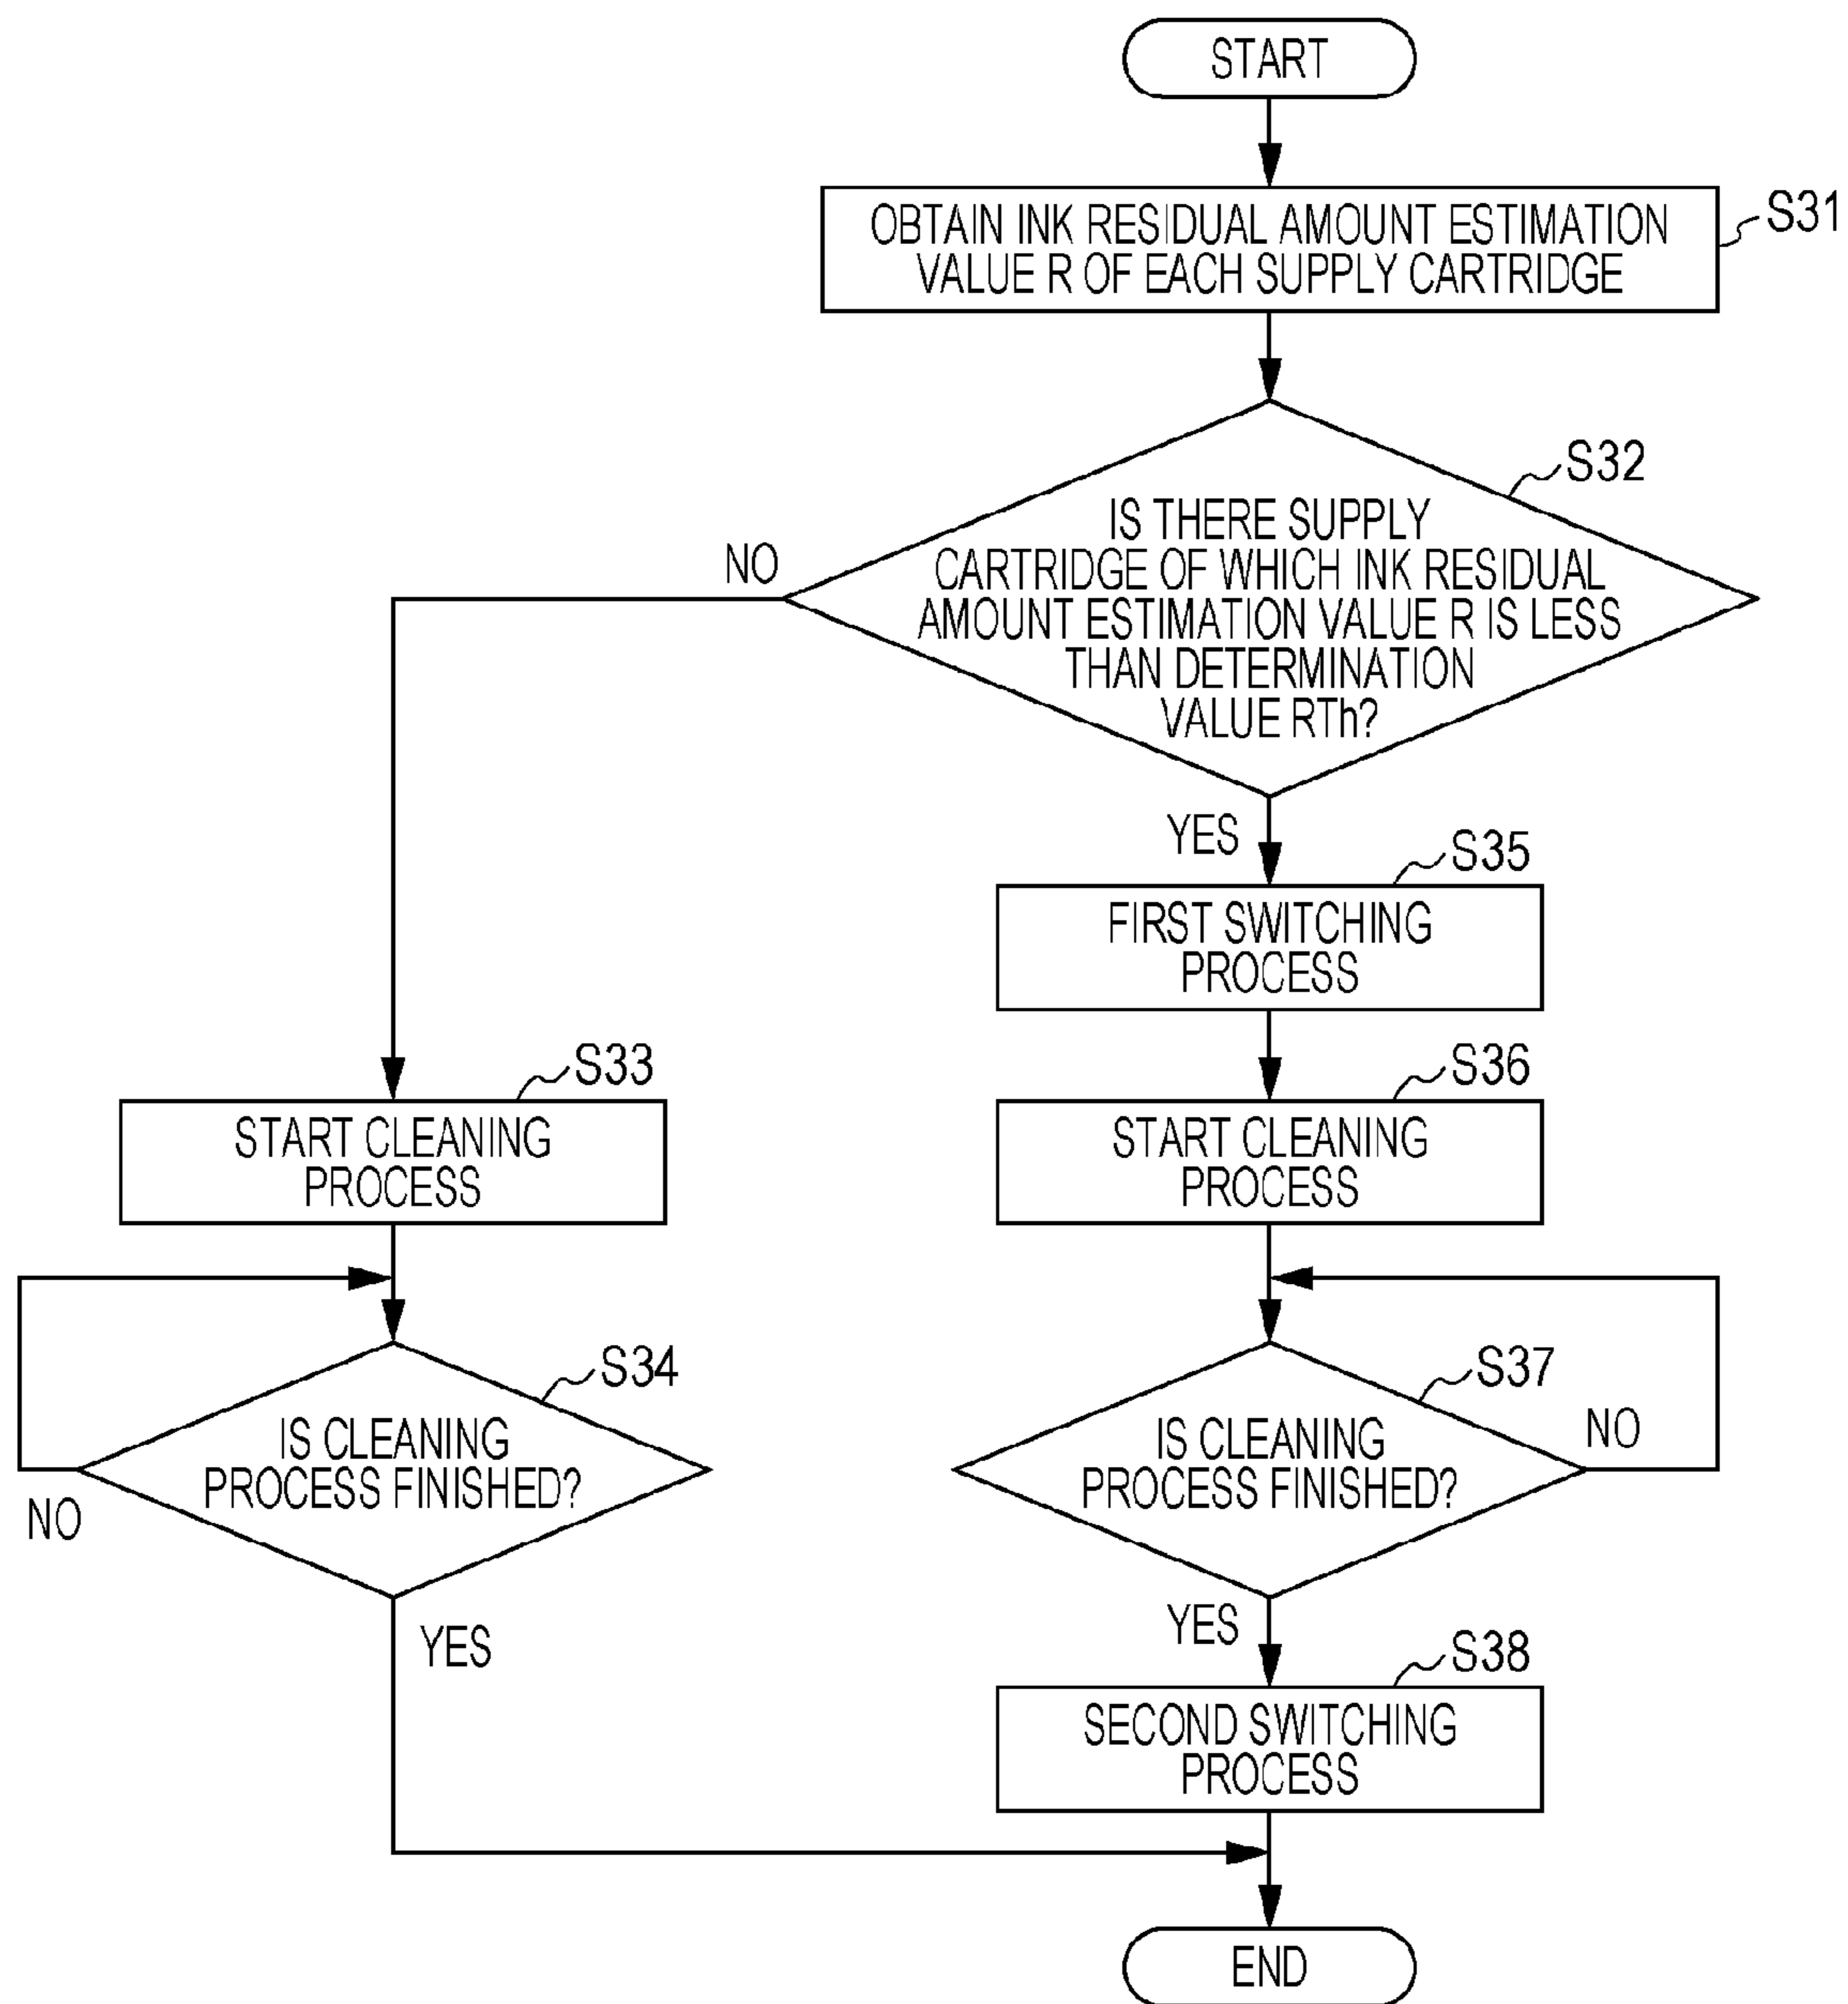 START
OBTAIN INK RESIDUAL AMOUNT ESTIMATION
VALUE R OF EACH SUPPLY CARTRIDGE
S31
S32
IS THERE SUPPLY
CARTRIDGE OF WHICH INK RESIDUAL
AMOUNT ESTIMATION VALUE R IS LESS
THAN DETERMINATION
VALUE RTh?
NO
YES
S35
FIRST SWITCHING
PROCESS
S33
START CLEANING
PROCESS
S36
START CLEANING
PROCESS
S34
IS CLEANING
PROCESS FINISHED?
NO
YES
S37
IS CLEANING
PROCESS FINISHED?
NO
YES
S38
SECOND SWITCHING
PROCESS
END